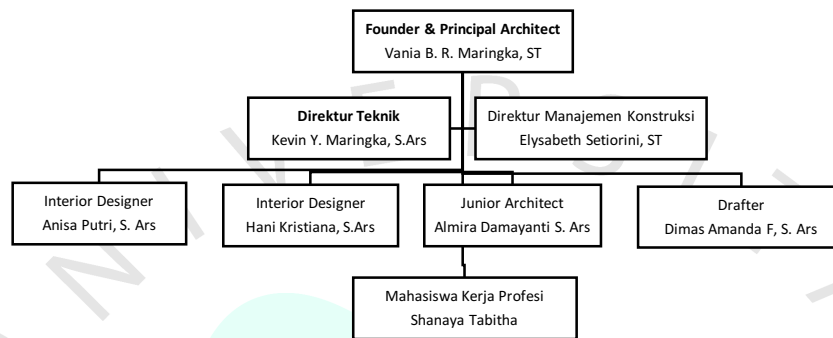 Founder & Principal Architect
Vania B. R. Maringka, ST
Direktur Teknik
Kevin Y. Maringka, S.Ars
Direktur Manajemen Konstruksi
Elysabeth Setiorini, ST
Interior Designer
Anisa Putri, S. Ars
Interior Designer
Hani Kristiana, S.Ars
Junior Architect
Almira Damayanti S. Ars
Drafter
Dimas Amanda F, S. Ars
Mahasiswa Kerja Profesi
Shanaya Tabitha